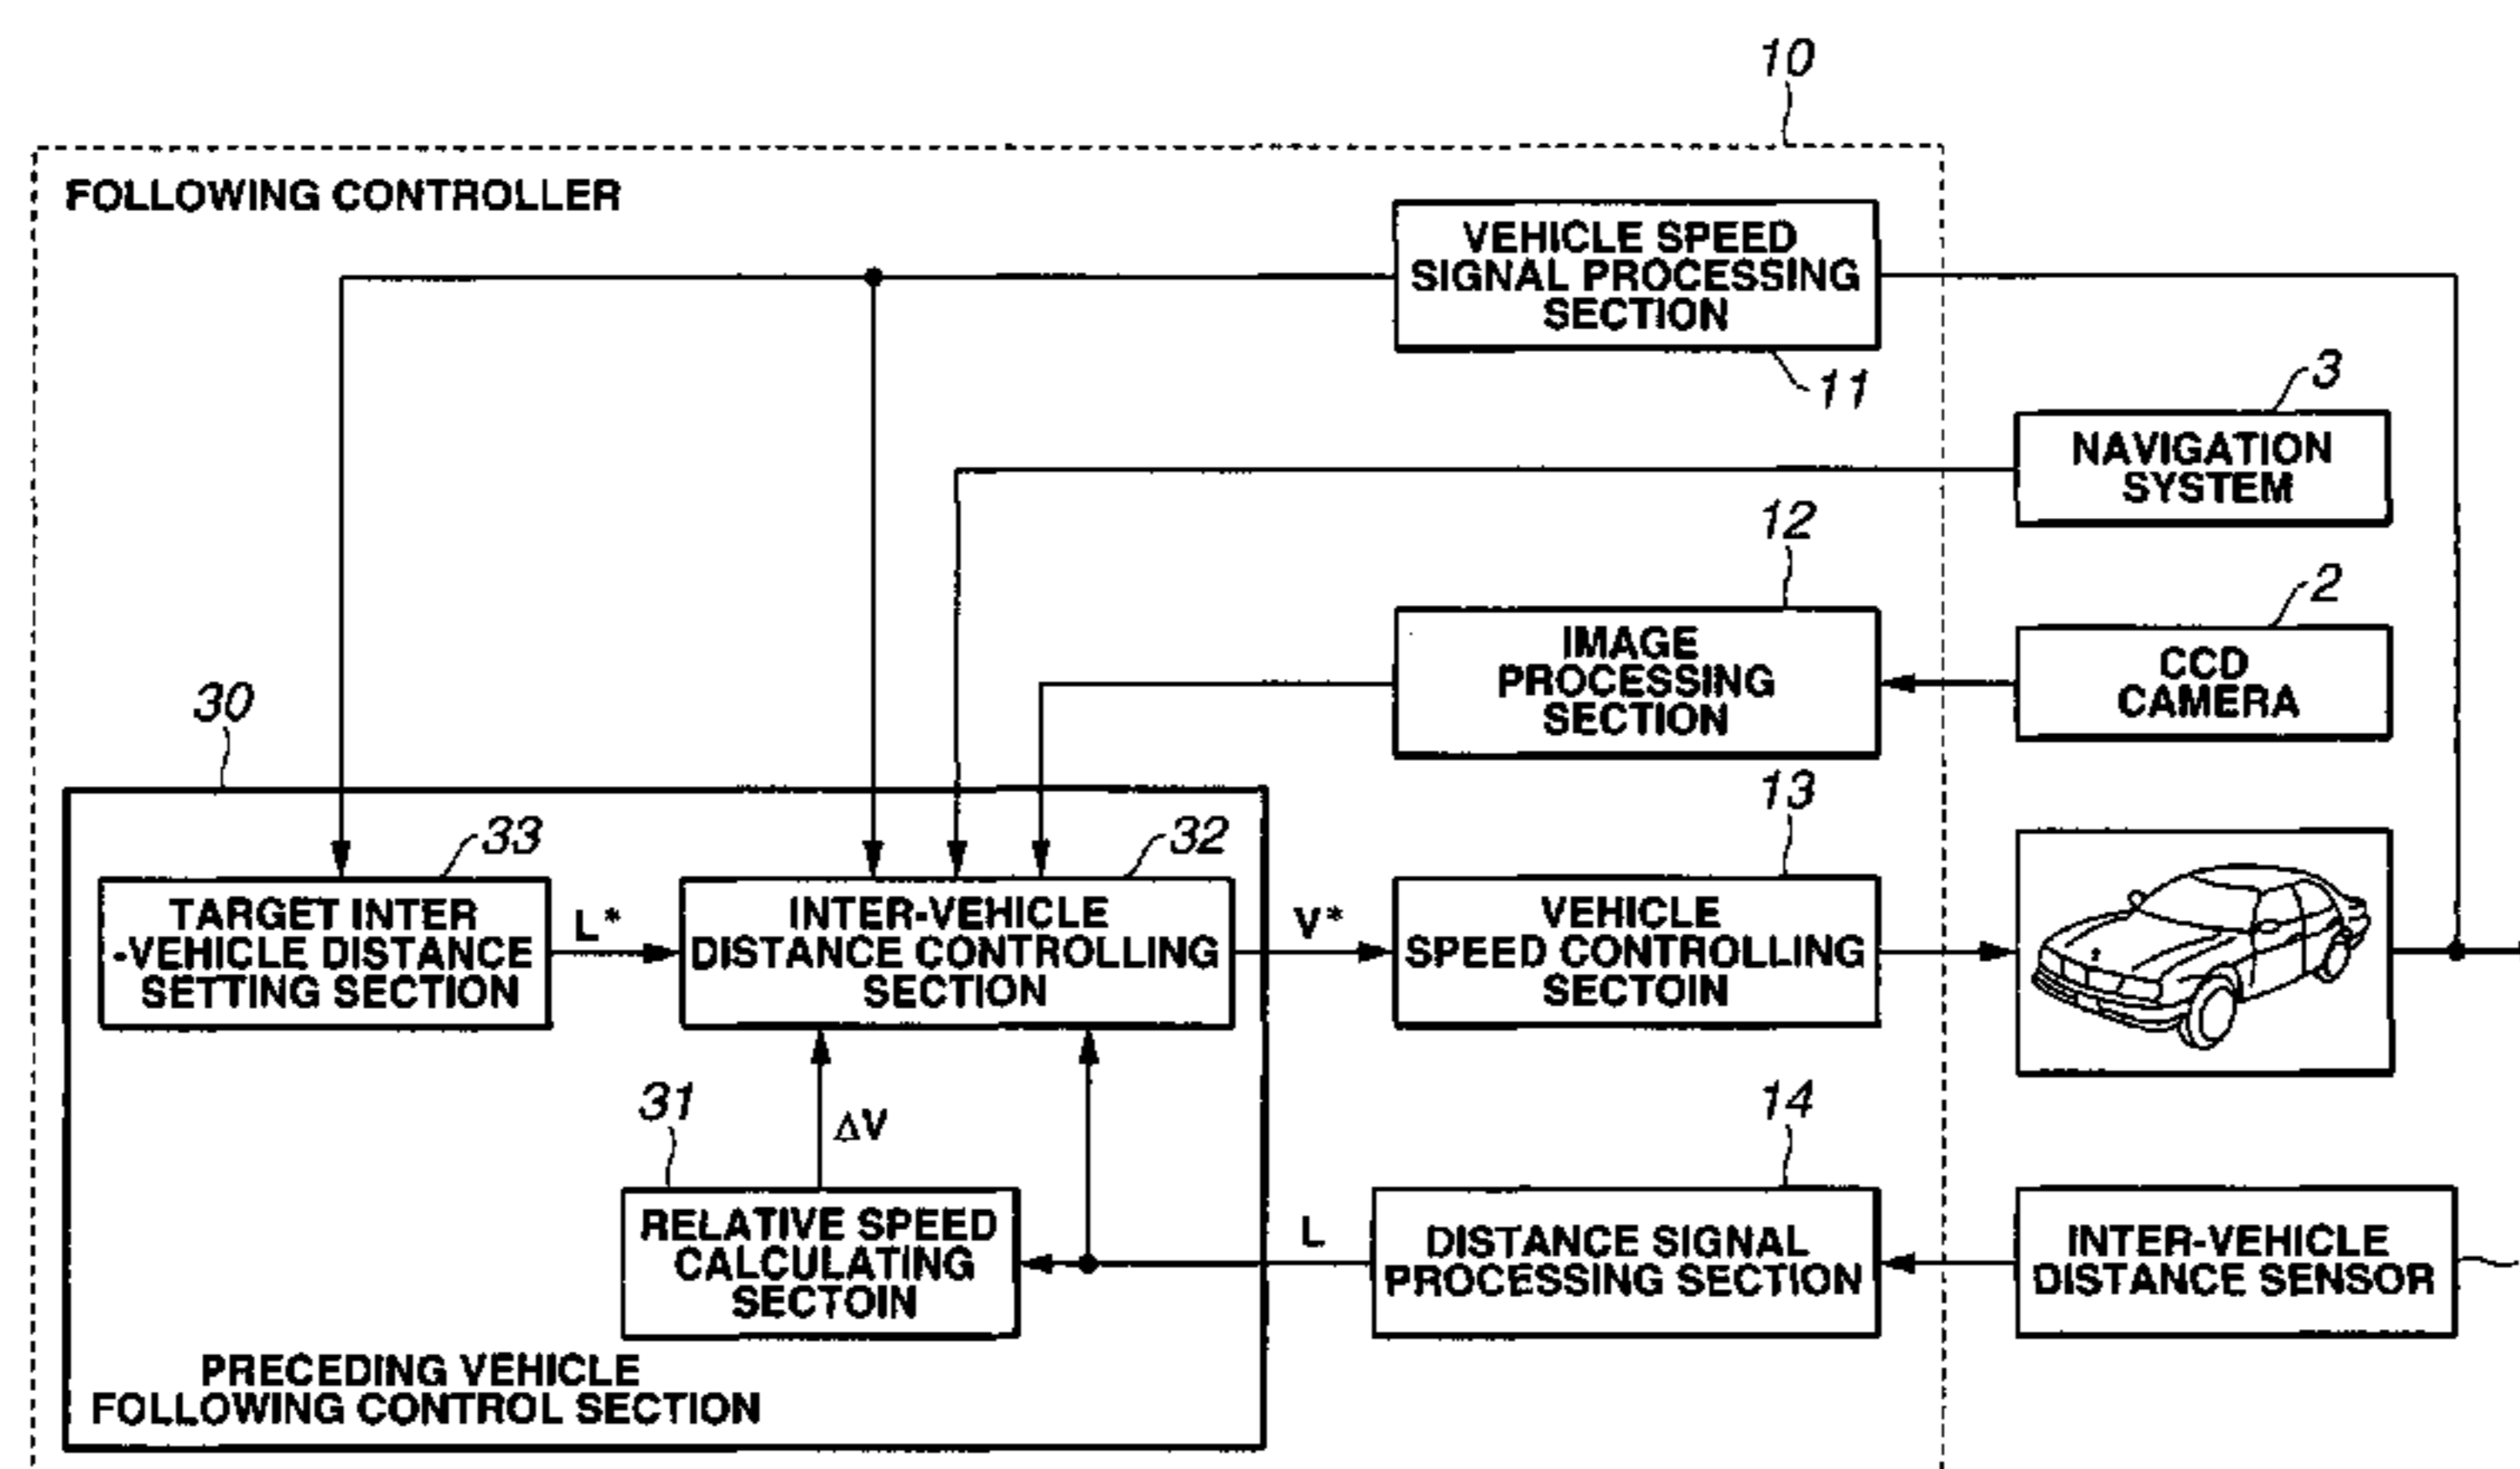 10
FOLLOWING CONTROLLER
VEHICLE SPEED
SIGNAL PROCESSING
SECTION
11
3
NAVIGATION
SYSTEM
12
IMAGE
PROCESSING
SECTION
2
CCD
CAMERA
30
33
TARGET INTER
-VEHICLE DISTANCE
SETTING SECTION
L*
32
INTER-VEHICLE
DISTANCE CONTROLLING
SECTION
V*
13
VEHICLE
SPEED CONTROLLING
SECTOIN
31
ΔV
RELATIVE SPEED
CALCULATING
SECTOIN
L
14
DISTANCE SIGNAL
PROCESSING SECTION
INTER-VEHICLE
DISTANCE SENSOR
PRECEDING VEHICLE
FOLLOWING CONTROL SECTION